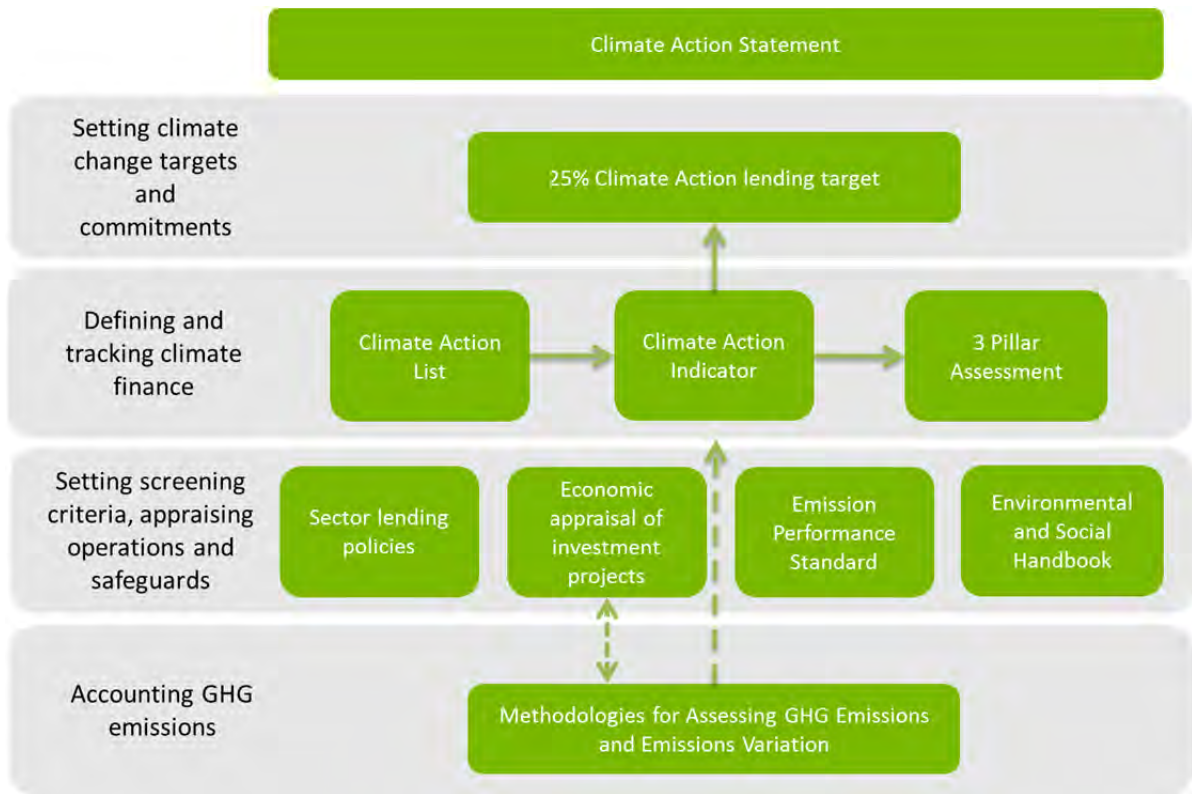 Climate Action Statement
Setting climate
change targets
and
commitments
25% Climate Action lending target
Defining and
tracking climate
finance
Climate Action
List
Climate Action
Indicator
3 Pillar
Assessment
Setting screening
criteria, appraising
operations and
safeguards
Sector lending
policies
Economic
appraisal of
investment
projects
Emission
Performance
Standard
Environmental
and Social
Handbook
Accounting GHG
emissions
Methodologies for Assessing GHG Emissions
and Emissions Variation